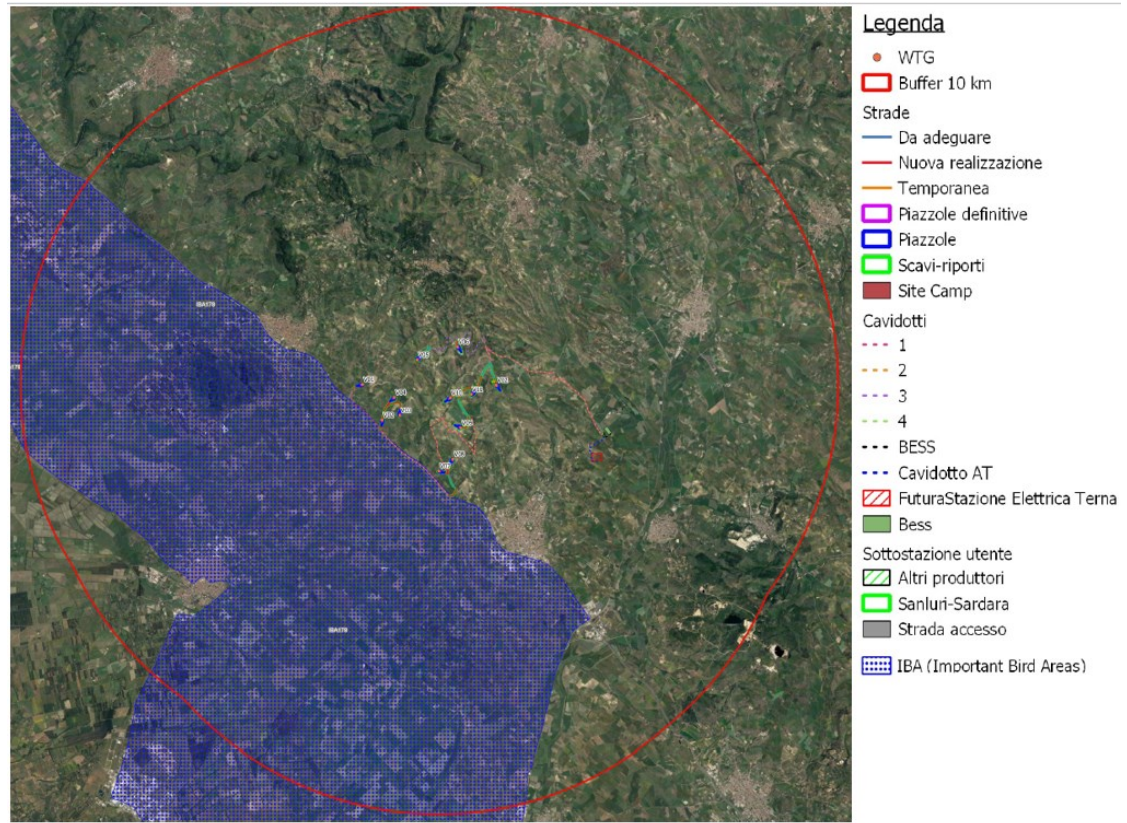 Legenda
WTG
Buffer 10 km
Strade
Da adeguare
Nuova realizzazione
Temporanea
Piazzole definitive
Piazzole
Scavi-riporti
Site Camp
Cavidotti
1
2
3
4
BESS
Cavidotto AT
FuturaStazione Elettrica Terna
Bess
Sottostazione utente
Altri produttori
Sanluri-Sardara
Strada accesso
IBA (Important Bird Areas)
IBA178
IBA178